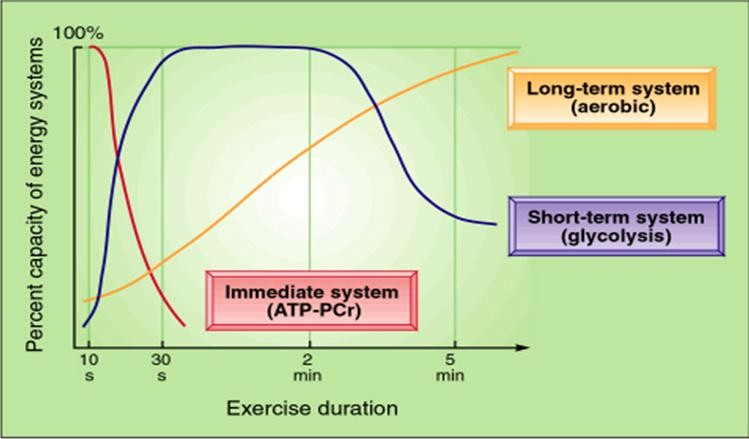 100%
Percent capacity of energy systems
Long-term system
(aerobic)
Short-term system
(glycolysis)
Immediate system
(ATP-PCr)
10
s
30
s
2
min
5
min
Exercise duration